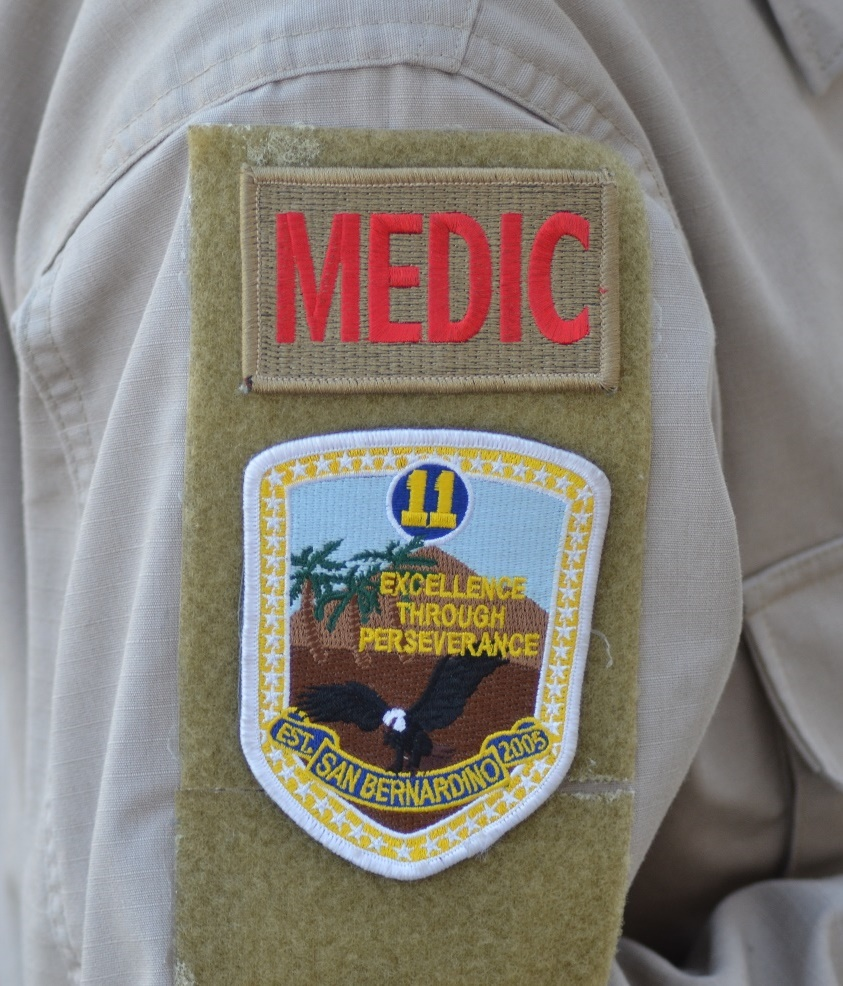 MEDIC
11
EXCELLENCE
THROUGH
PERSEVERANCE
EST. SAN BERNARDINO 2005